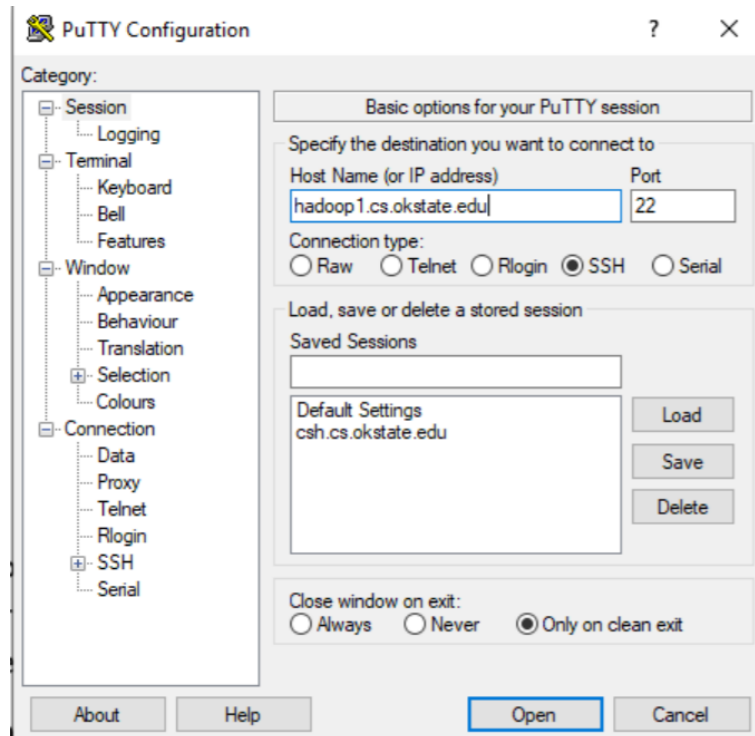 PuTTY Configuration
?
Category:
Session
Logging
Terminal
Keyboard
Bell
Features
Window
Appearance
Behaviour
Translation
Selection
Colours
Connection
Data
Proxy
Telnet
Rlogin
SSH
Serial
Basic options for your PuTTY session
Specify the destination you want to connect to
Host Name (or IP address) Port
hadoop1.cs.okstate.edu 22
Connection type:
Raw Telnet Rlogin SSH Serial
Load, save or delete a stored session
Saved Sessions
Default Settings
csh.cs.okstate.edu
Load
Save
Delete
Close window on exit:
Always Never Only on clean exit
About Help Open Cancel